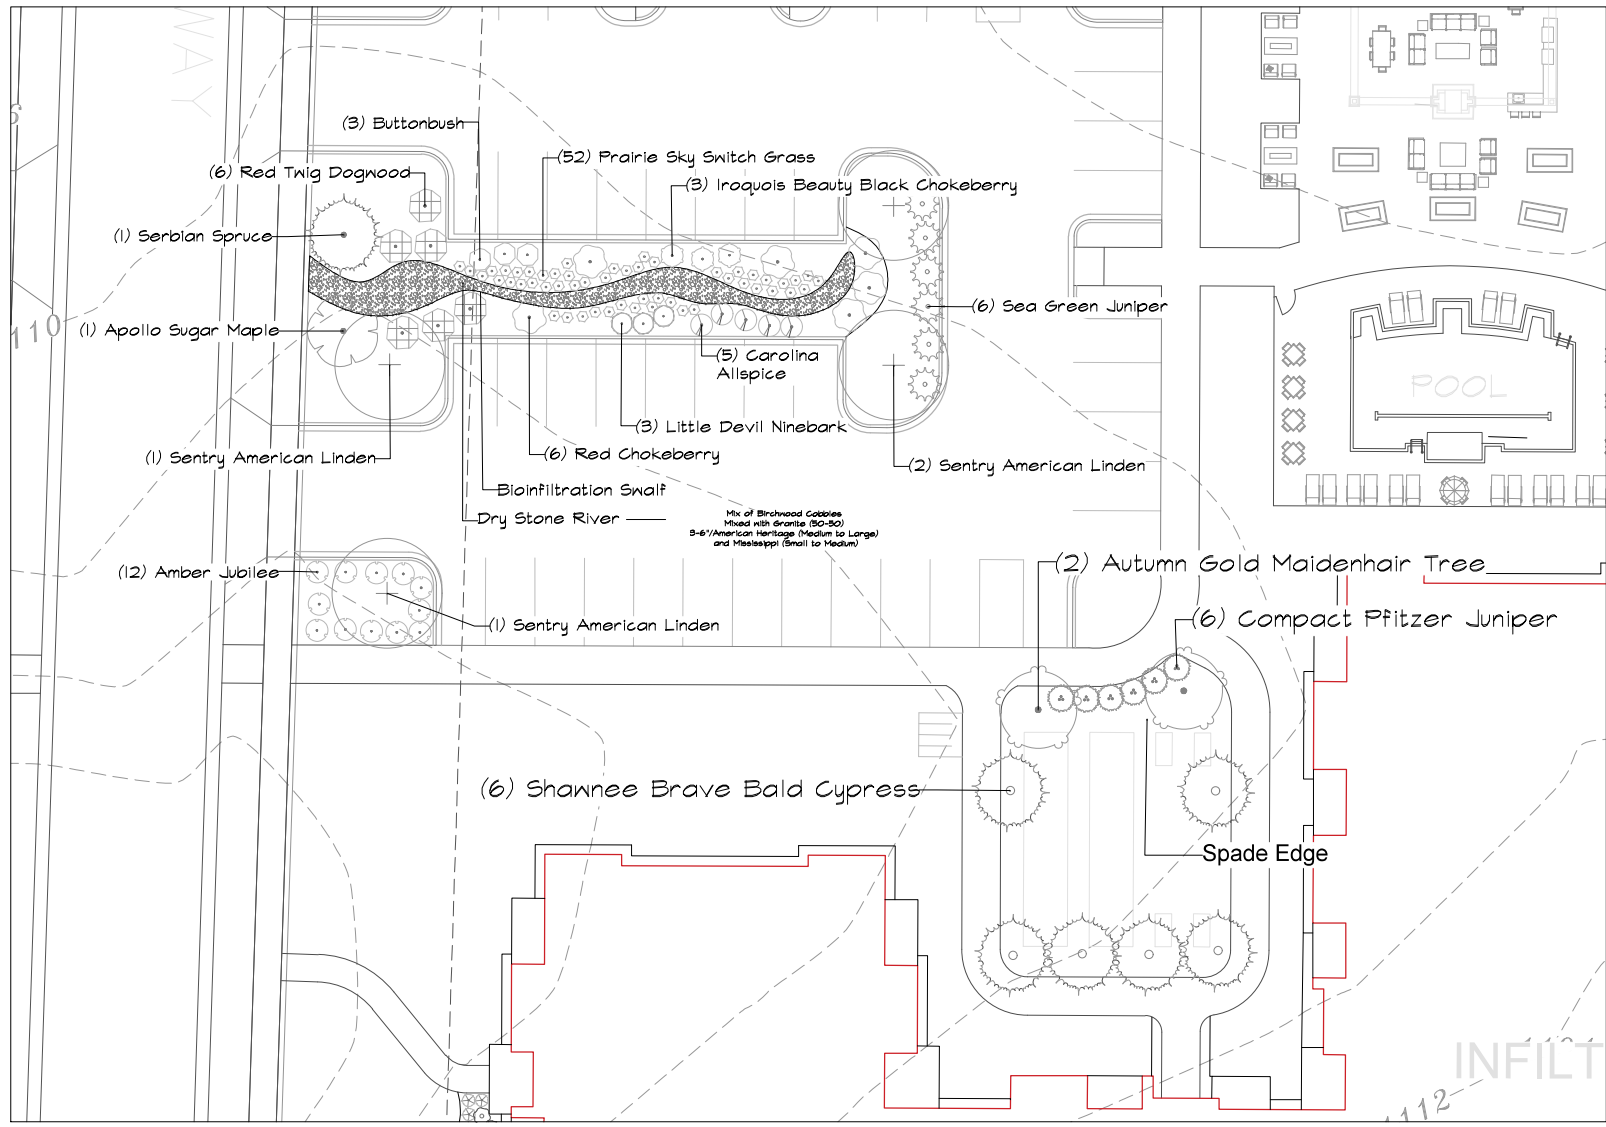 WAY
(3) Buttonbush
(52) Prairie Sky Switch Grass
(6) Red Twig Dogwood
(3) Iroquois Beauty Black Chokeberry
(1) Serbian Spruce
(6) Sea Green Juniper
110
(1) Apollo Sugar Maple
(5) Carolina
Allspice
POOL
(3) Little Devil Ninebark
(6) Red Chokeberry
(1) Sentry American Linden
(2) Sentry American Linden
Bioinfiltration Swalf
Dry Stone River
Mix of Birchwood Cobbles
Mixed with Granite (50-50)
3-6"/American Heritage (Medium to Large)
and Mississippi (Small to Medium)
(2) Autumn Gold Maidenhair Tree
(12) Amber Jubilee
(6) Compact Pfitzer Juniper
(1) Sentry American Linden
(6) Shawnee Brave Bald Cypress
Spade Edge
INFILT
1112